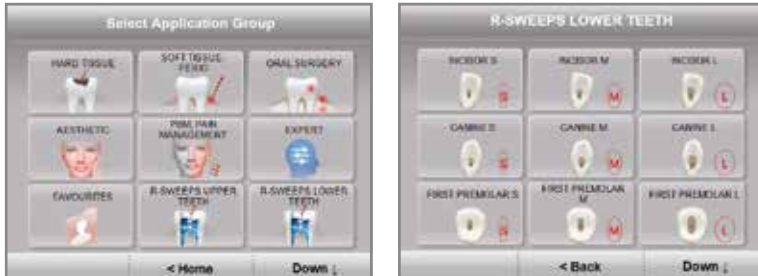 Select Application Group
HARD TISSUE
SOFT TISSUE
PERIO
ORAL SURGERY
AESTHETIC
PBM, PAIN
MANAGEMENT
EXPERT
FAVOURITES
R-SWEEPS UPPER
TEETH
R-SWEEPS LOWER
TEETH
< Home
Down ↓
R-SWEEPS LOWER TEETH
INCISOR S
INCISOR M
INCISOR L
S
M
L
CANINE S
CANINE M
CANINE L
S
M
L
FIRST PREMOLAR S
FIRST PREMOLAR
M
FIRST PREMOLAR L
S
M
L
< Back
Down ↓